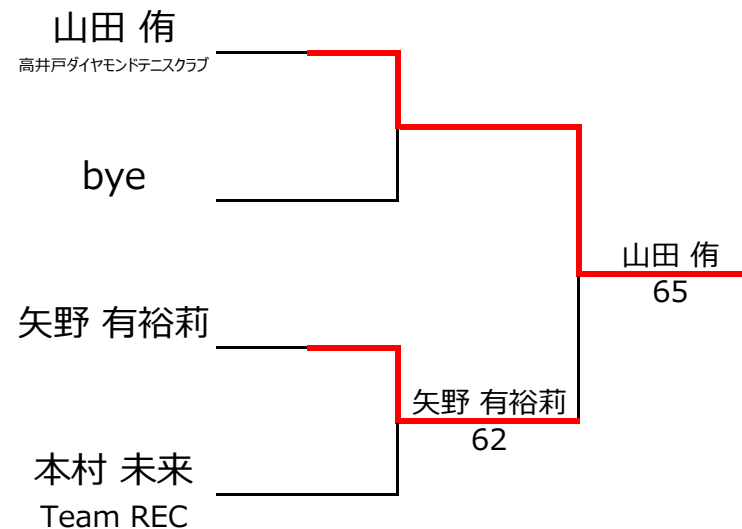 山田 侑
高井戸ダイヤモンドテニスクラブ
bye
山田 侑
65
矢野 有裕莉
矢野 有裕莉
62
本村 未来
Team REC